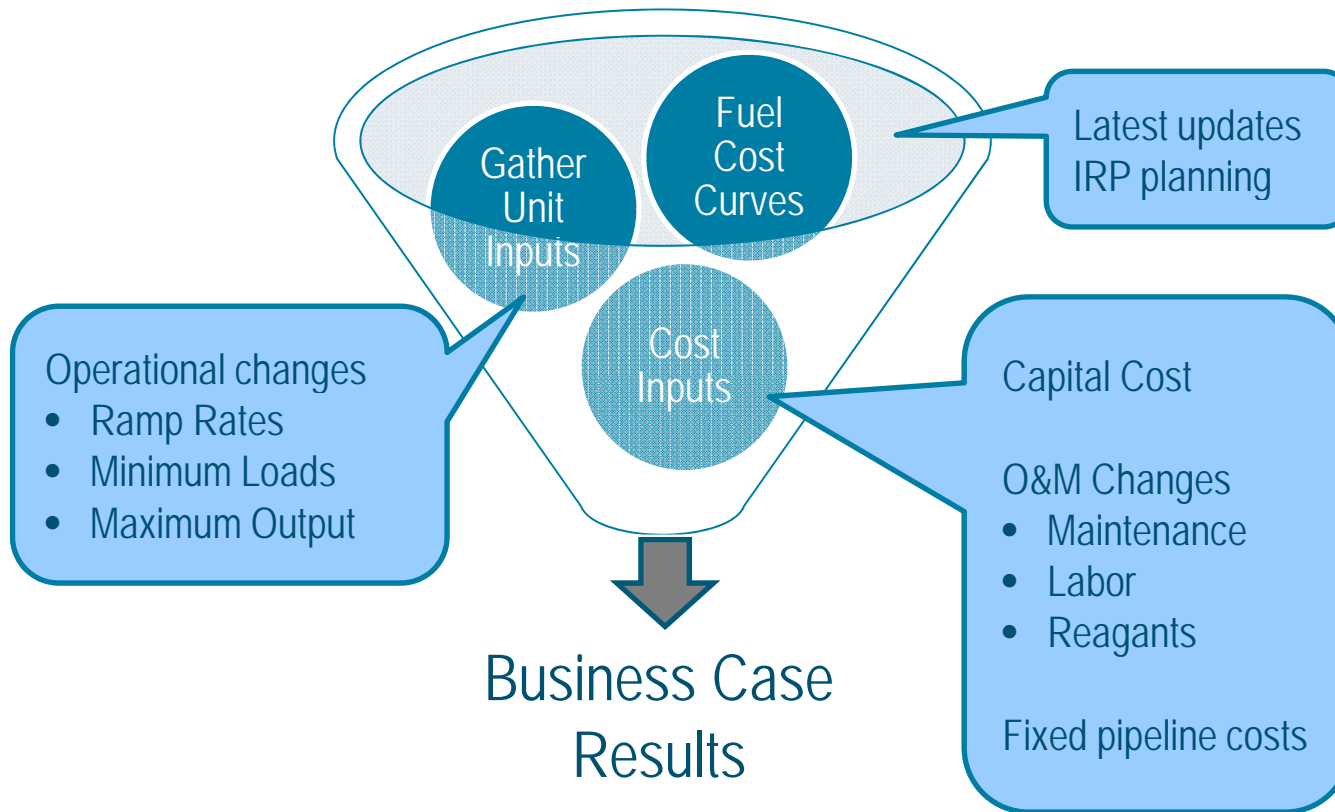 Fuel
Cost
Curves
Gather
Unit
Inputs
Cost
Inputs
Latest updates
IRP planning
Operational changes
• Ramp Rates
• Minimum Loads
• Maximum Output
Capital Cost
O&M Changes
• Maintenance
• Labor
• Reagants
Fixed pipeline costs
Business Case
Results